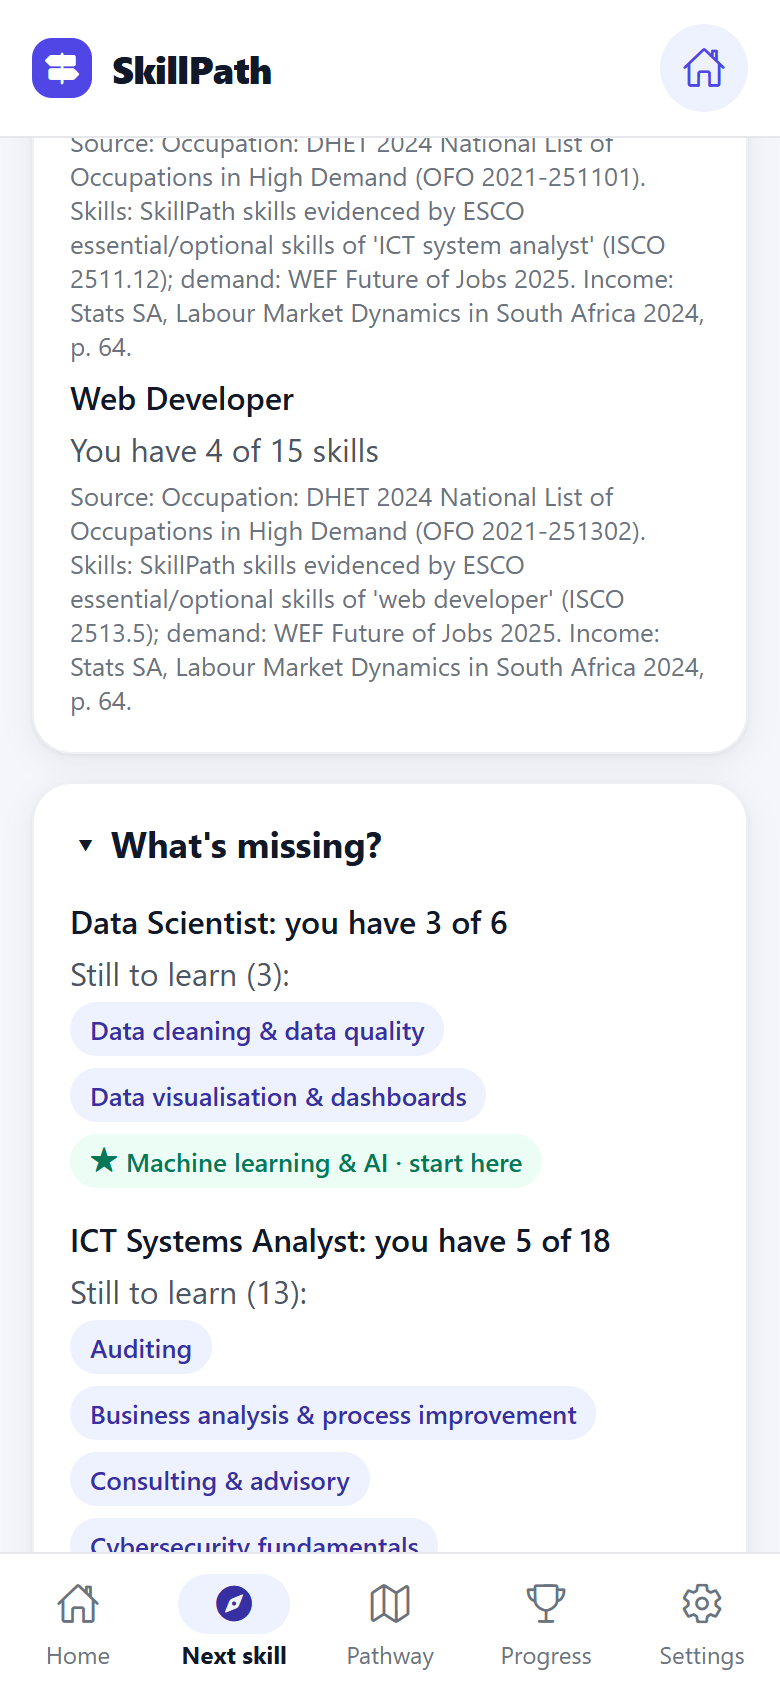 SkillPath
Source: Occupation: DHET 2024 National List of
Occupations in High Demand (OFO 2021-251101).
Skills: SkillPath skills evidenced by ESCO
essential/optional skills of 'ICT system analyst' (ISCO
2511.12); demand: WEF Future of Jobs 2025. Income:
Stats SA, Labour Market Dynamics in South Africa 2024,
p. 64.
Web Developer
You have 4 of 15 skills
Source: Occupation: DHET 2024 National List of
Occupations in High Demand (OFO 2021-251302).
Skills: SkillPath skills evidenced by ESCO
essential/optional skills of 'web developer' (ISCO
2513.5); demand: WEF Future of Jobs 2025. Income:
Stats SA, Labour Market Dynamics in South Africa 2024,
p. 64.
▼ What's missing?
Data Scientist: you have 3 of 6
Still to learn (3):
Data cleaning & data quality
Data visualisation & dashboards
★ Machine learning & AI · start here
ICT Systems Analyst: you have 5 of 18
Still to learn (13):
Auditing
Business analysis & process improvement
Consulting & advisory
Cybersecurity fundamentals
Home
Next skill
Pathway
Progress
Settings